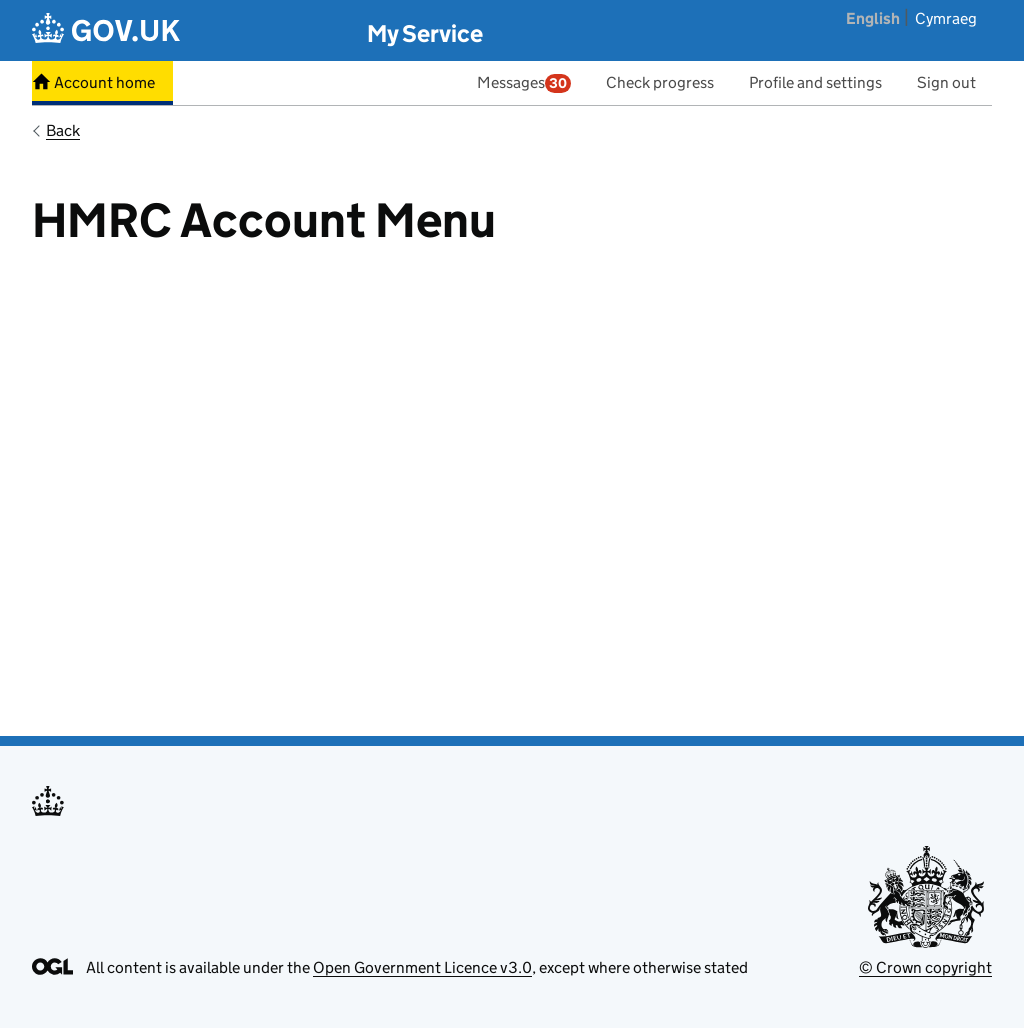 GOV.UK
My Service
English
Cymraeg
Account home
Messages 30
Check progress
Profile and settings
Sign out
Back
HMRC Account Menu
OGL
All content is available under the Open Government Licence v3.0, except where otherwise stated
© Crown copyright
DIEU ET MON DROIT